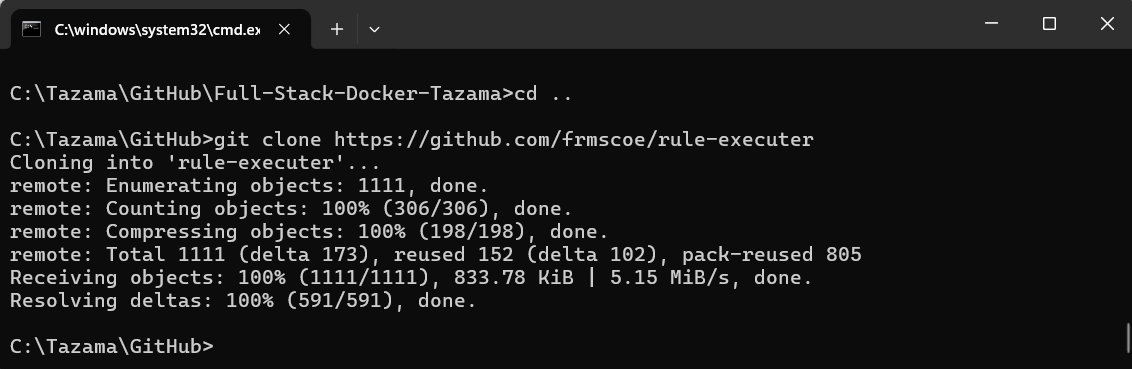 C:\windows\system32\cmd.ex
C:\Tazama\GitHub\Full-Stack-Docker-Tazama>cd ..
C:\Tazama\GitHub>git clone https://github.com/frmscoe/rule-executer
Cloning into 'rule-executer'...
remote: Enumerating objects: 1111, done.
remote: Counting objects: 100% (306/306), done.
remote: Compressing objects: 100% (198/198), done.
remote: Total 1111 (delta 173), reused 152 (delta 102), pack-reused 805
Receiving objects: 100% (1111/1111), 833.78 KiB | 5.15 MiB/s, done.
Resolving deltas: 100% (591/591), done.
C:\Tazama\GitHub>